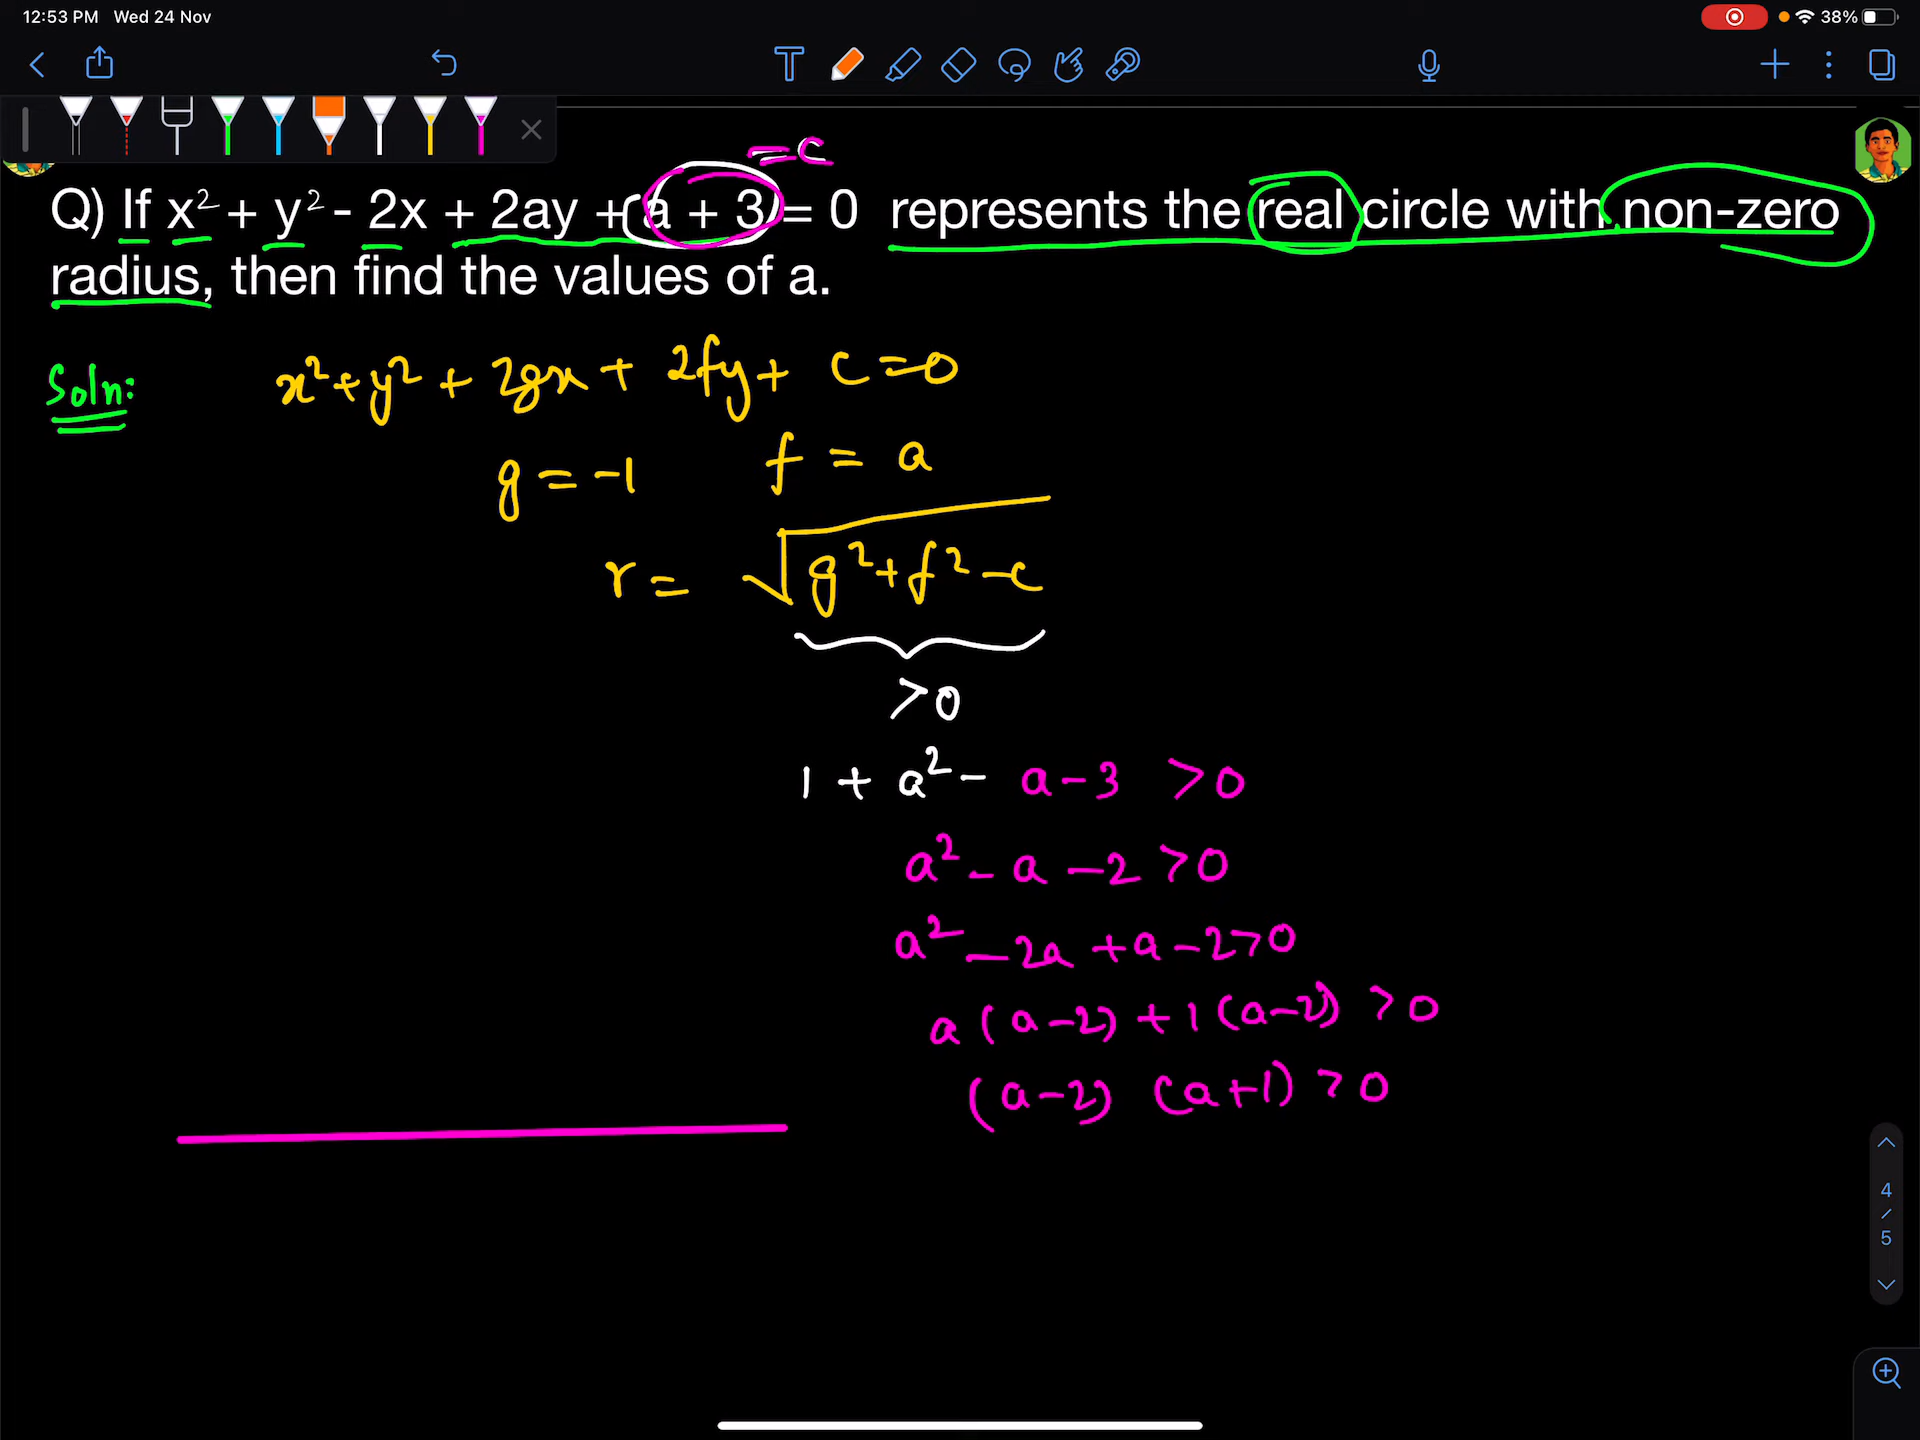 12:53 PM Wed 24 Nov 38%
= c
Q) If x² + y² - 2x + 2ay + (a + 3) = 0 represents the real circle with non-zero
radius, then find the values of a.
Soln: x² + y² + 2gx + 2fy + c = 0
g = -1 f = a
r = √g² + f² - c
> 0
1 + a² - a - 3 > 0
a² - a - 2 > 0
a² - 2a + a - 2 > 0
a (a - 2) + 1 (a - 2) > 0
(a - 2) (a + 1) > 0
4
/
5